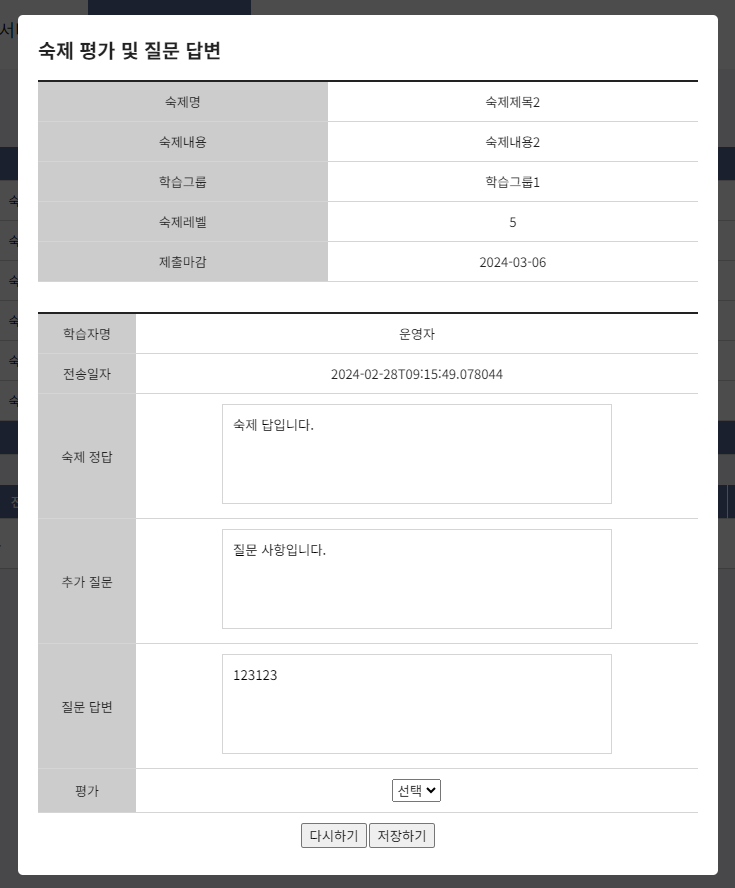 숙제 평가 및 질문 답변
숙제명 숙제제목2
숙제내용 숙제내용2
학습그룹 학습그룹1
숙제레벨 5
제출마감 2024-03-06
학습자명 운영자
전송일자 2024-02-28T09:15:49.078044
숙제 정답 숙제 답입니다.
추가 질문 질문 사항입니다.
질문 답변 123123
평가 선택
다시하기 저장하기